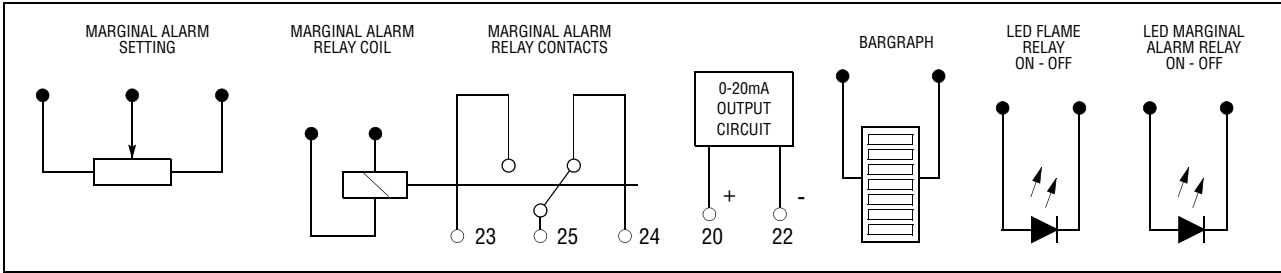 MARGINAL ALARM
SETTING
MARGINAL ALARM
RELAY COIL
MARGINAL ALARM
RELAY CONTACTS
23
25
24
0-20mA
OUTPUT
CIRCUIT
+
-
20
22
BARGRAPH
LED FLAME
RELAY
ON - OFF
LED MARGINAL
ALARM RELAY
ON - OFF